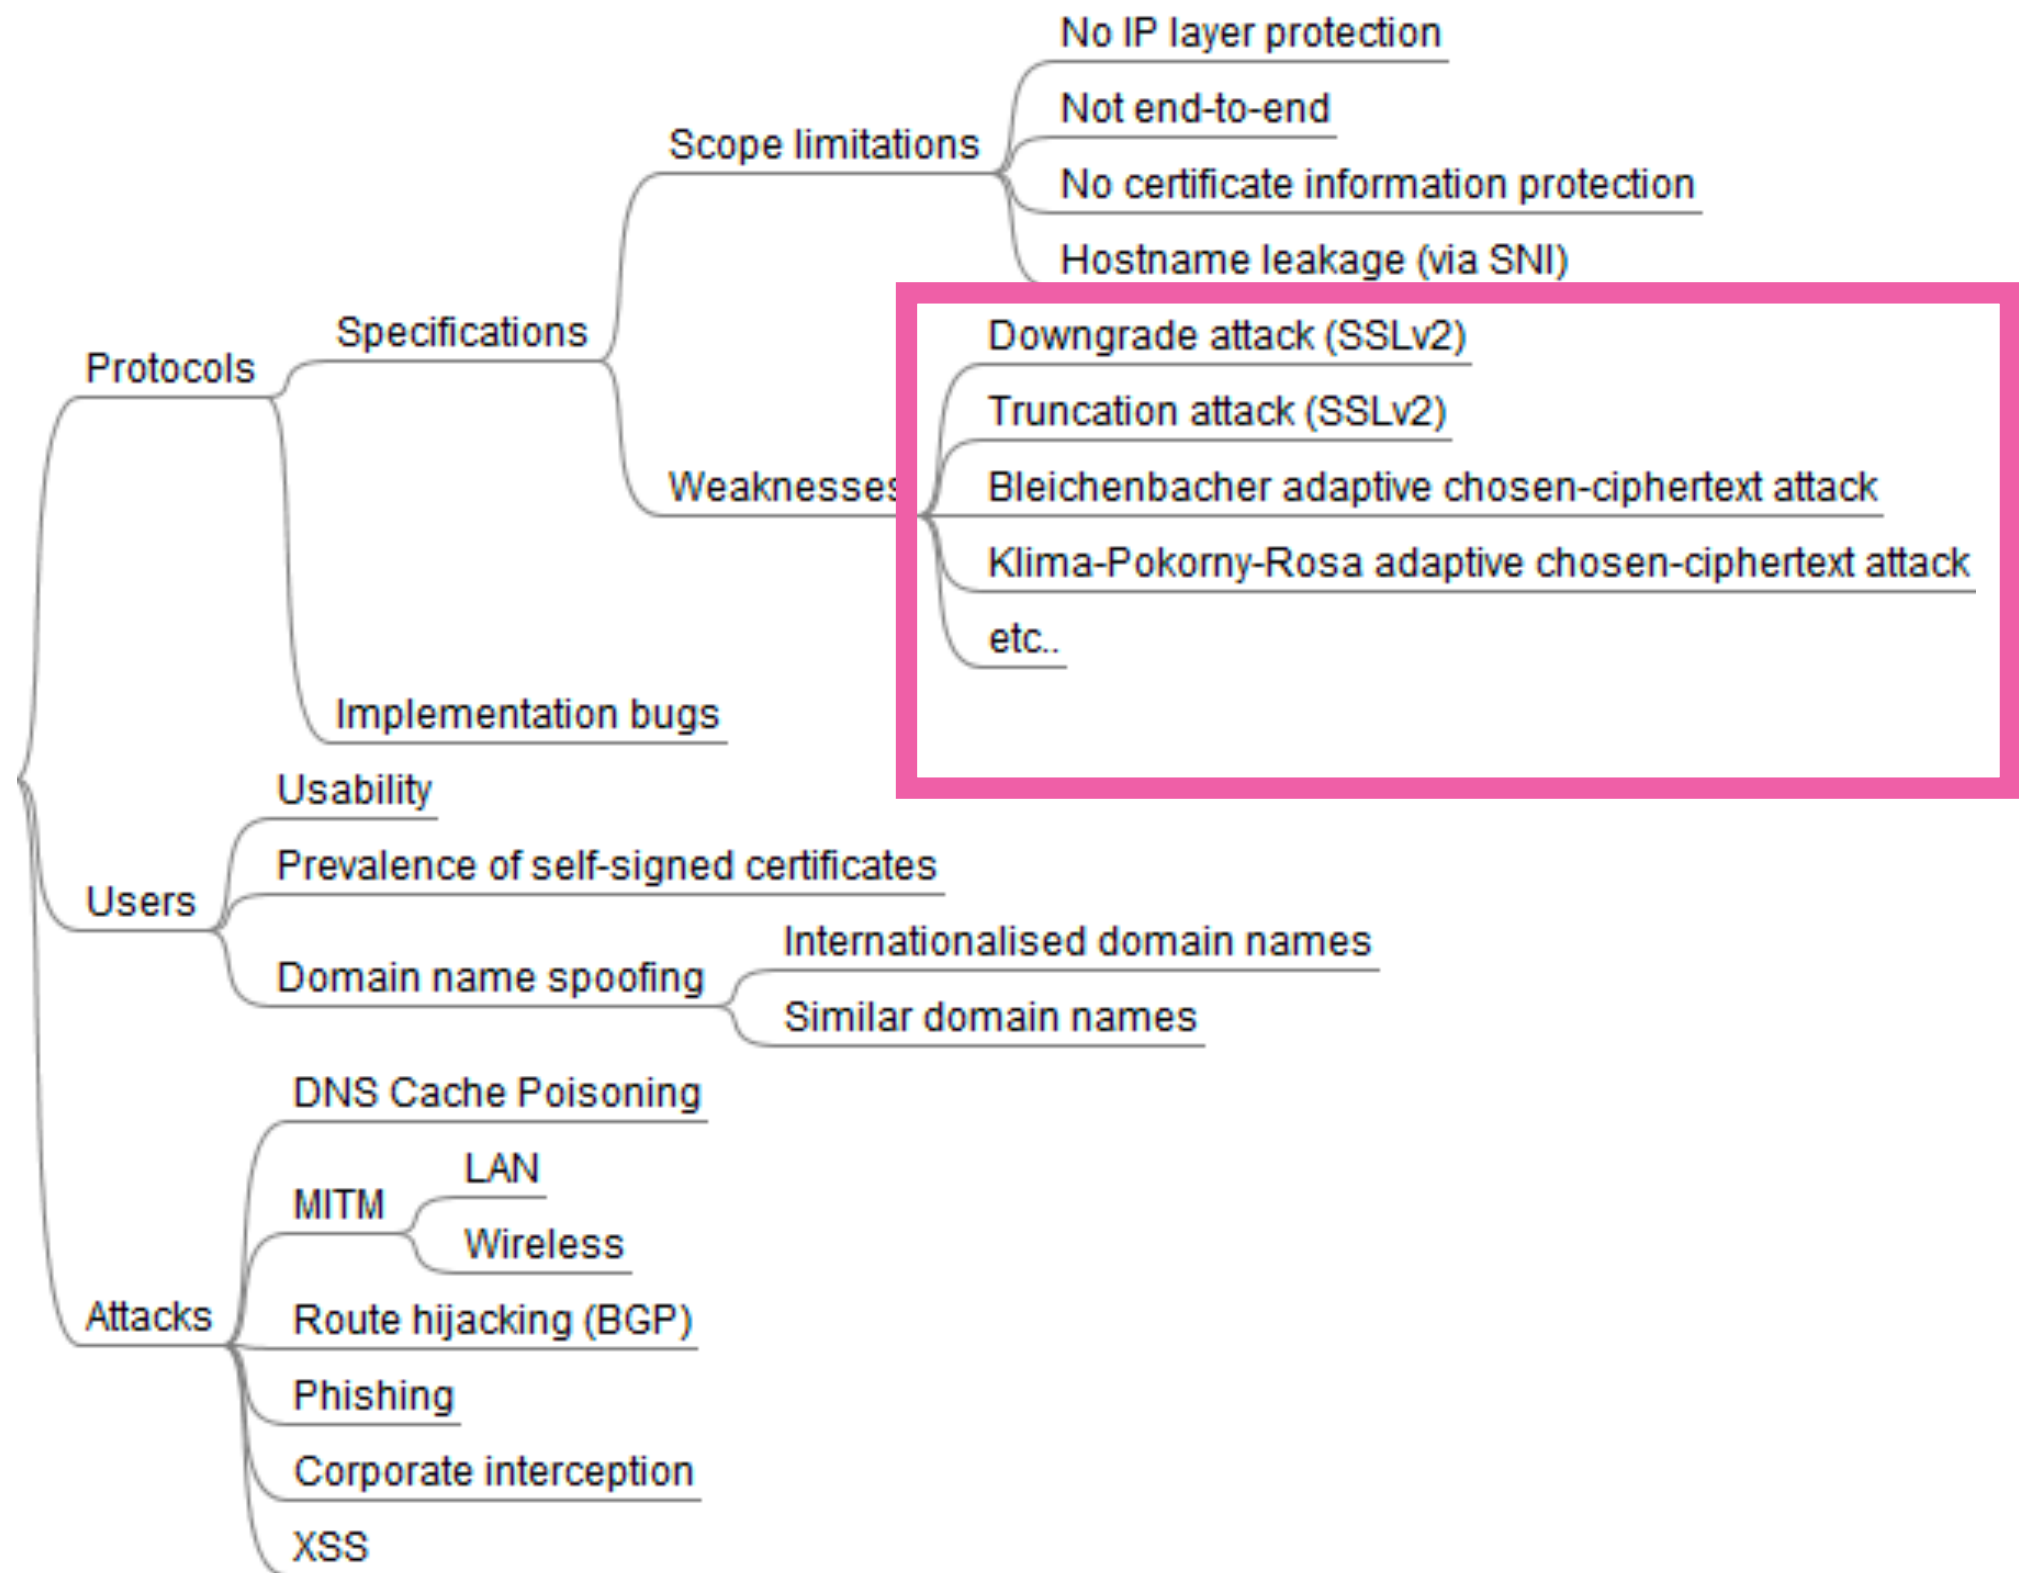 No IP layer protection
Not end-to-end
Scope limitations
No certificate information protection
Hostname leakage (via SNI)
Specifications
Downgrade attack (SSLv2)
Protocols
Truncation attack (SSLv2)
Weaknesses
Bleichenbacher adaptive chosen-ciphertext attack
Klima-Pokorny-Rosa adaptive chosen-ciphertext attack
etc..
Implementation bugs
Usability
Prevalence of self-signed certificates
Users
Internationalised domain names
Domain name spoofing
Similar domain names
DNS Cache Poisoning
LAN
MITM
Wireless
Attacks
Route hijacking (BGP)
Phishing
Corporate interception
XSS